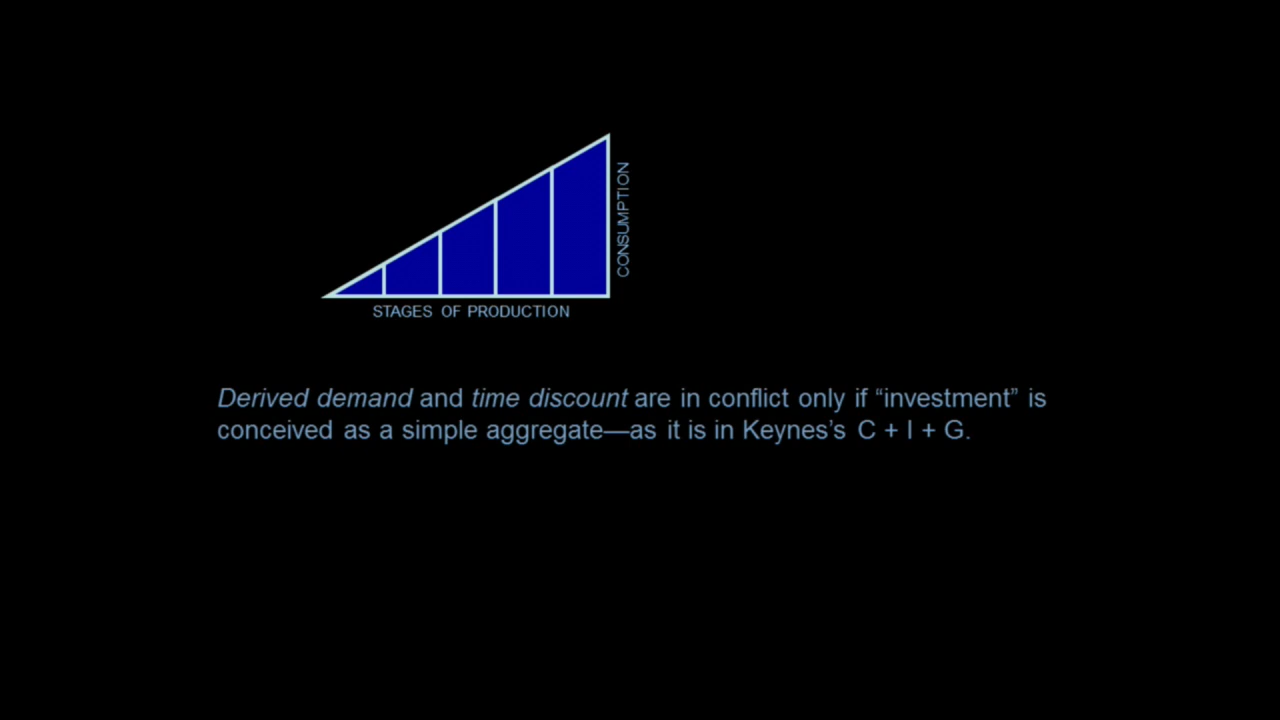 CONSUMPTION
STAGES OF PRODUCTION
Derived demand and time discount are in conflict only if “investment” is
conceived as a simple aggregate—as it is in Keynes’s C + I + G.